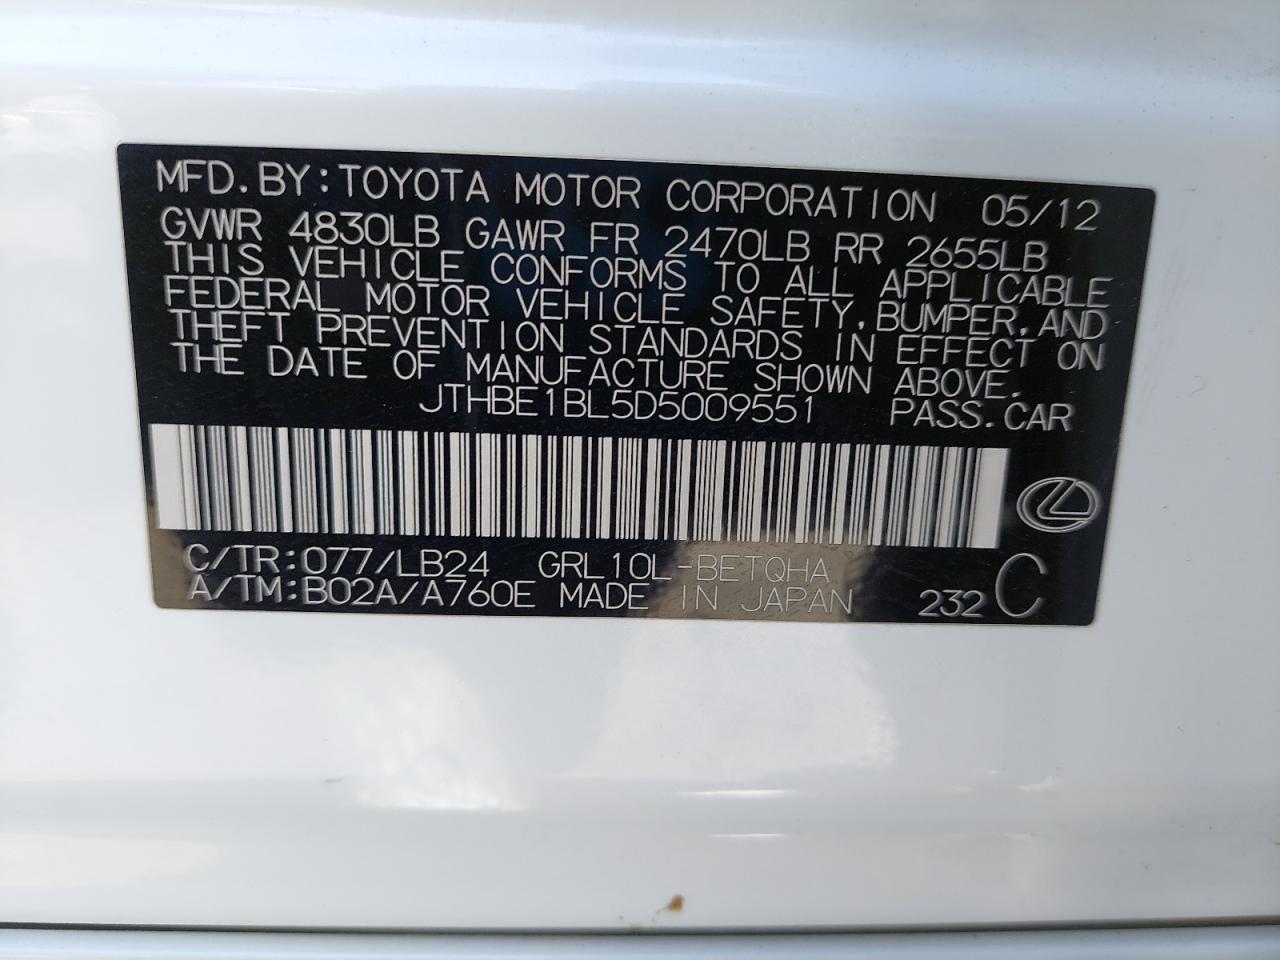 MFD.BY:TOYOTA MOTOR CORPORATION 05/12
GVWR 4830LB GAWR FR 2470LB RR 2655LB
THIS VEHICLE CONFORMS TO ALL APPLICABLE
FEDERAL MOTOR VEHICLE SAFETY,BUMPER,AND
THEFT PREVENTION STANDARDS IN EFFECT ON
THE DATE OF MANUFACTURE SHOWN ABOVE.
JTHBE1BL5D5009551 PASS.CAR
C/TR:077/LB24 GRL10L-BETQHA
A/TM:B02A/A760E MADE IN JAPAN 232 C